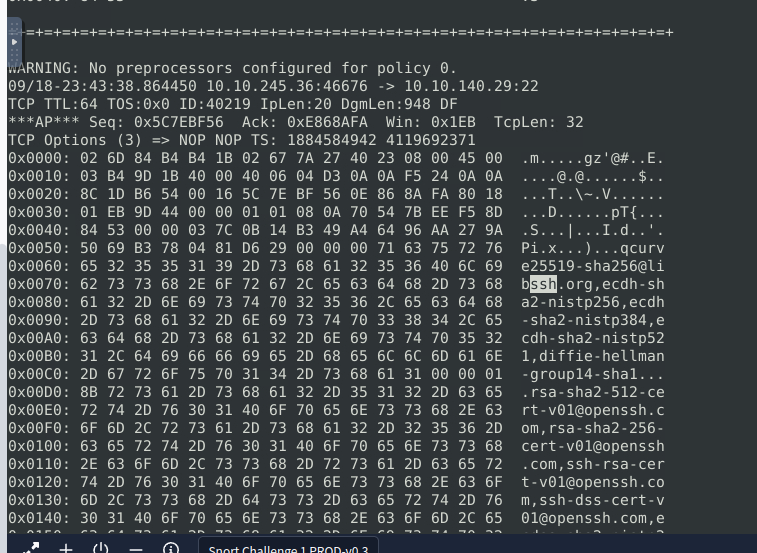 =+=+=+=+=+=+=+=+=+=+=+=+=+=+=+=+=+=+=+=+=+=+=+=+=+=+=+=+=+=+=+=+=+=+=+=+=+
WARNING: No preprocessors configured for policy 0.
09/18-23:43:38.864450 10.10.245.36:46676 -> 10.10.140.29:22
TCP TTL:64 TOS:0x0 ID:40219 IpLen:20 DgmLen:948 DF
***AP*** Seq: 0x5C7EBF56  Ack: 0xE868AFA  Win: 0x1EB  TcpLen: 32
TCP Options (3) => NOP NOP TS: 1884584942 4119692371
0x0000: 02 6D 84 B4 B4 1B 02 67 7A 27 40 23 08 00 45 00  .m.....gz'@#..E.
0x0010: 03 B4 9D 1B 40 00 40 06 04 D3 0A 0A F5 24 0A 0A  ....@.@......$..
0x0020: 8C 1D B6 54 00 16 5C 7E BF 56 0E 86 8A FA 80 18  ...T..\~.V......
0x0030: 01 EB 9D 44 00 00 01 01 08 0A 70 54 7B EE F5 8D  ...D......pT{...
0x0040: 84 53 00 00 03 7C 0B 14 B3 49 A4 64 96 AA 27 9A  .S...|...I.d..'.
0x0050: 50 69 B3 78 04 81 D6 29 00 00 00 71 63 75 72 76  Pi.x...)...qcurv
0x0060: 65 32 35 35 31 39 2D 73 68 61 32 35 36 40 6C 69  e25519-sha256@li
0x0070: 62 73 73 68 2E 6F 72 67 2C 65 63 64 68 2D 73 68  bssh.org,ecdh-sh
0x0080: 61 32 2D 6E 69 73 74 70 32 35 36 2C 65 63 64 68  a2-nistp256,ecdh
0x0090: 2D 73 68 61 32 2D 6E 69 73 74 70 33 38 34 2C 65  -sha2-nistp384,e
0x00A0: 63 64 68 2D 73 68 61 32 2D 6E 69 73 74 70 35 32  cdh-sha2-nistp52
0x00B0: 31 2C 64 69 66 66 69 65 2D 68 65 6C 6C 6D 61 6E  1,diffie-hellman
0x00C0: 2D 67 72 6F 75 70 31 34 2D 73 68 61 31 00 00 01  -group14-sha1...
0x00D0: 8B 72 73 61 2D 73 68 61 32 2D 35 31 32 2D 63 65  .rsa-sha2-512-ce
0x00E0: 72 74 2D 76 30 31 40 6F 70 65 6E 73 73 68 2E 63  rt-v01@openssh.c
0x00F0: 6F 6D 2C 72 73 61 2D 73 68 61 32 2D 32 35 36 2D  om,rsa-sha2-256-
0x0100: 63 65 72 74 2D 76 30 31 40 6F 70 65 6E 73 73 68  cert-v01@openssh
0x0110: 2E 63 6F 6D 2C 73 73 68 2D 72 73 61 2D 63 65 72  .com,ssh-rsa-cer
0x0120: 74 2D 76 30 31 40 6F 70 65 6E 73 73 68 2E 63 6F  t-v01@openssh.co
0x0130: 6D 2C 73 73 68 2D 64 73 73 2D 63 65 72 74 2D 76  m,ssh-dss-cert-v
0x0140: 30 31 40 6F 70 65 6E 73 73 68 2E 63 6F 6D 2C 65  01@openssh.com,e
Snort Challenge 1 PROD-v0.3